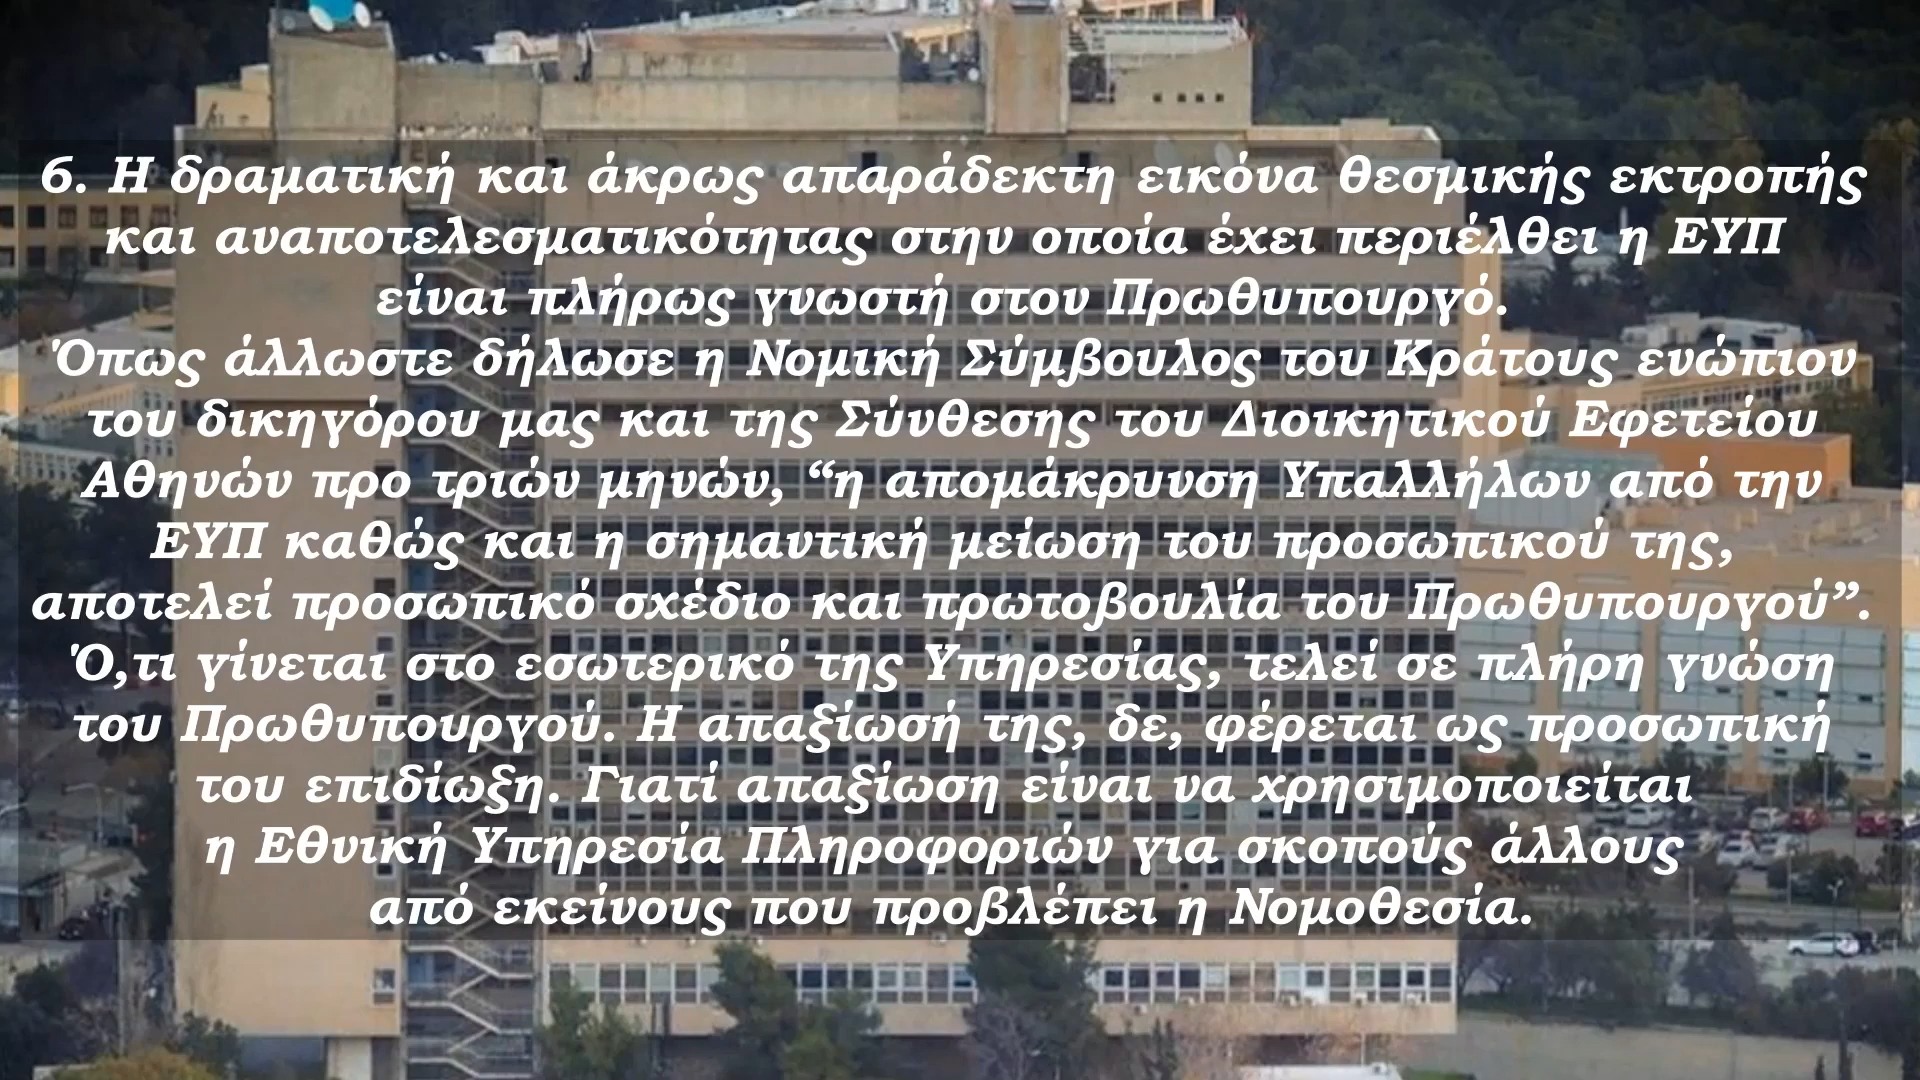 6. Η δραματική και άκρως απαράδεκτη εικόνα θεσμικής εκτροπής
και αναποτελεσματικότητας στην οποία έχει περιέλθει η ΕΥΠ
είναι πλήρως γνωστή στον Πρωθυπουργό.
Όπως άλλωστε δήλωσε η Νομική Σύμβουλος του Κράτους ενώπιον
του δικηγόρου μας και της Σύνθεσης του Διοικητικού Εφετείου
Αθηνών προ τριών μηνών, “η απομάκρυνση Υπαλλήλων από την
ΕΥΠ καθώς και η σημαντική μείωση του προσωπικού της,
αποτελεί προσωπικό σχέδιο και πρωτοβουλία του Πρωθυπουργού”.
Ό,τι γίνεται στο εσωτερικό της Υπηρεσίας, τελεί σε πλήρη γνώση
του Πρωθυπουργού. Η απαξίωσή της, δε, φέρεται ως προσωπική
του επιδίωξη. Γιατί απαξίωση είναι να χρησιμοποιείται
η Εθνική Υπηρεσία Πληροφοριών για σκοπούς άλλους
από εκείνους που προβλέπει η Νομοθεσία.